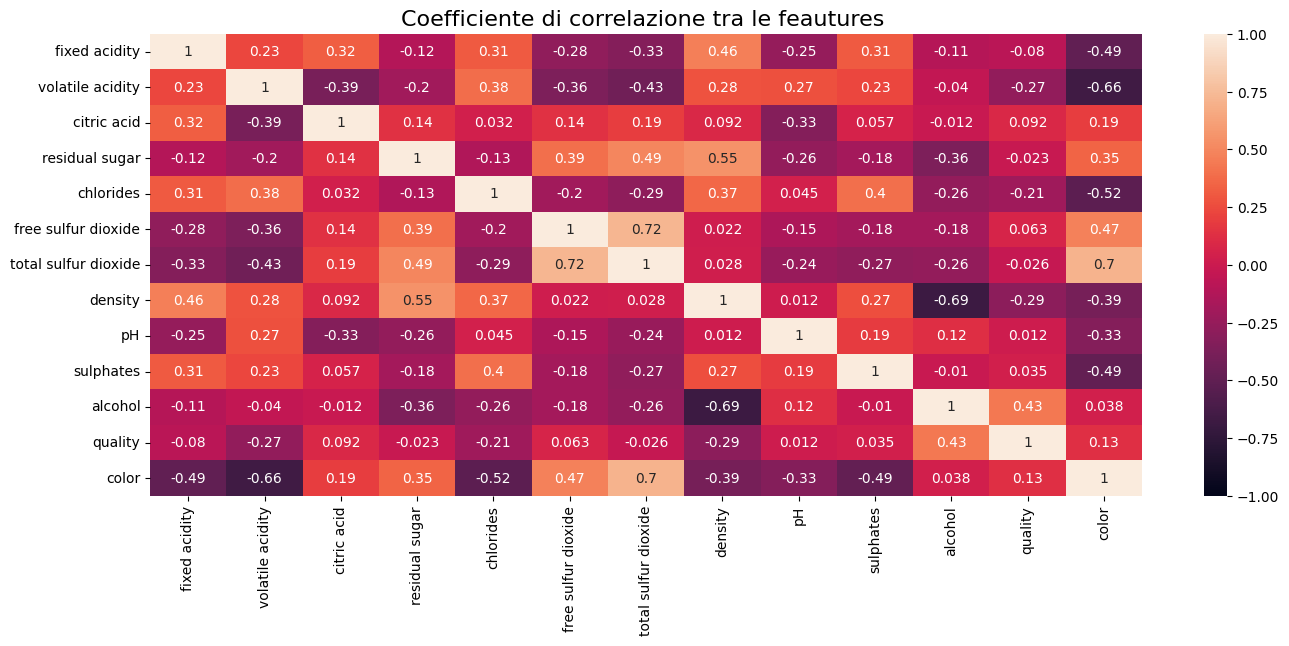 Coefficiente di correlazione tra le feautures
fixed acidity 1 0.23 0.32 -0.12 0.31 -0.28 -0.33 0.46 -0.25 0.31 -0.11 -0.08 -0.49
volatile acidity 0.23 1 -0.39 -0.2 0.38 -0.36 -0.43 0.28 0.27 0.23 -0.04 -0.27 -0.66
citric acid 0.32 -0.39 1 0.14 0.032 0.14 0.19 0.092 -0.33 0.057 -0.012 0.092 0.19
residual sugar -0.12 -0.2 0.14 1 -0.13 0.39 0.49 0.55 -0.26 -0.18 -0.36 -0.023 0.35
chlorides 0.31 0.38 0.032 -0.13 1 -0.2 -0.29 0.37 0.045 0.4 -0.26 -0.21 -0.52
free sulfur dioxide -0.28 -0.36 0.14 0.39 -0.2 1 0.72 0.022 -0.15 -0.18 -0.18 0.063 0.47
total sulfur dioxide -0.33 -0.43 0.19 0.49 -0.29 0.72 1 0.028 -0.24 -0.27 -0.26 -0.026 0.7
density 0.46 0.28 0.092 0.55 0.37 0.022 0.028 1 0.012 0.27 -0.69 -0.29 -0.39
pH -0.25 0.27 -0.33 -0.26 0.045 -0.15 -0.24 0.012 1 0.19 0.12 0.012 -0.33
sulphates 0.31 0.23 0.057 -0.18 0.4 -0.18 -0.27 0.27 0.19 1 -0.01 0.035 -0.49
alcohol -0.11 -0.04 -0.012 -0.36 -0.26 -0.18 -0.26 -0.69 0.12 -0.01 1 0.43 0.038
quality -0.08 -0.27 0.092 -0.023 -0.21 0.063 -0.026 -0.29 0.012 0.035 0.43 1 0.13
color -0.49 -0.66 0.19 0.35 -0.52 0.47 0.7 -0.39 -0.33 -0.49 0.038 0.13 1
fixed acidity
volatile acidity
citric acid
residual sugar
chlorides
free sulfur dioxide
total sulfur dioxide
density
pH
sulphates
alcohol
quality
color
1.00
0.75
0.50
0.25
0.00
−0.25
−0.50
−0.75
−1.00